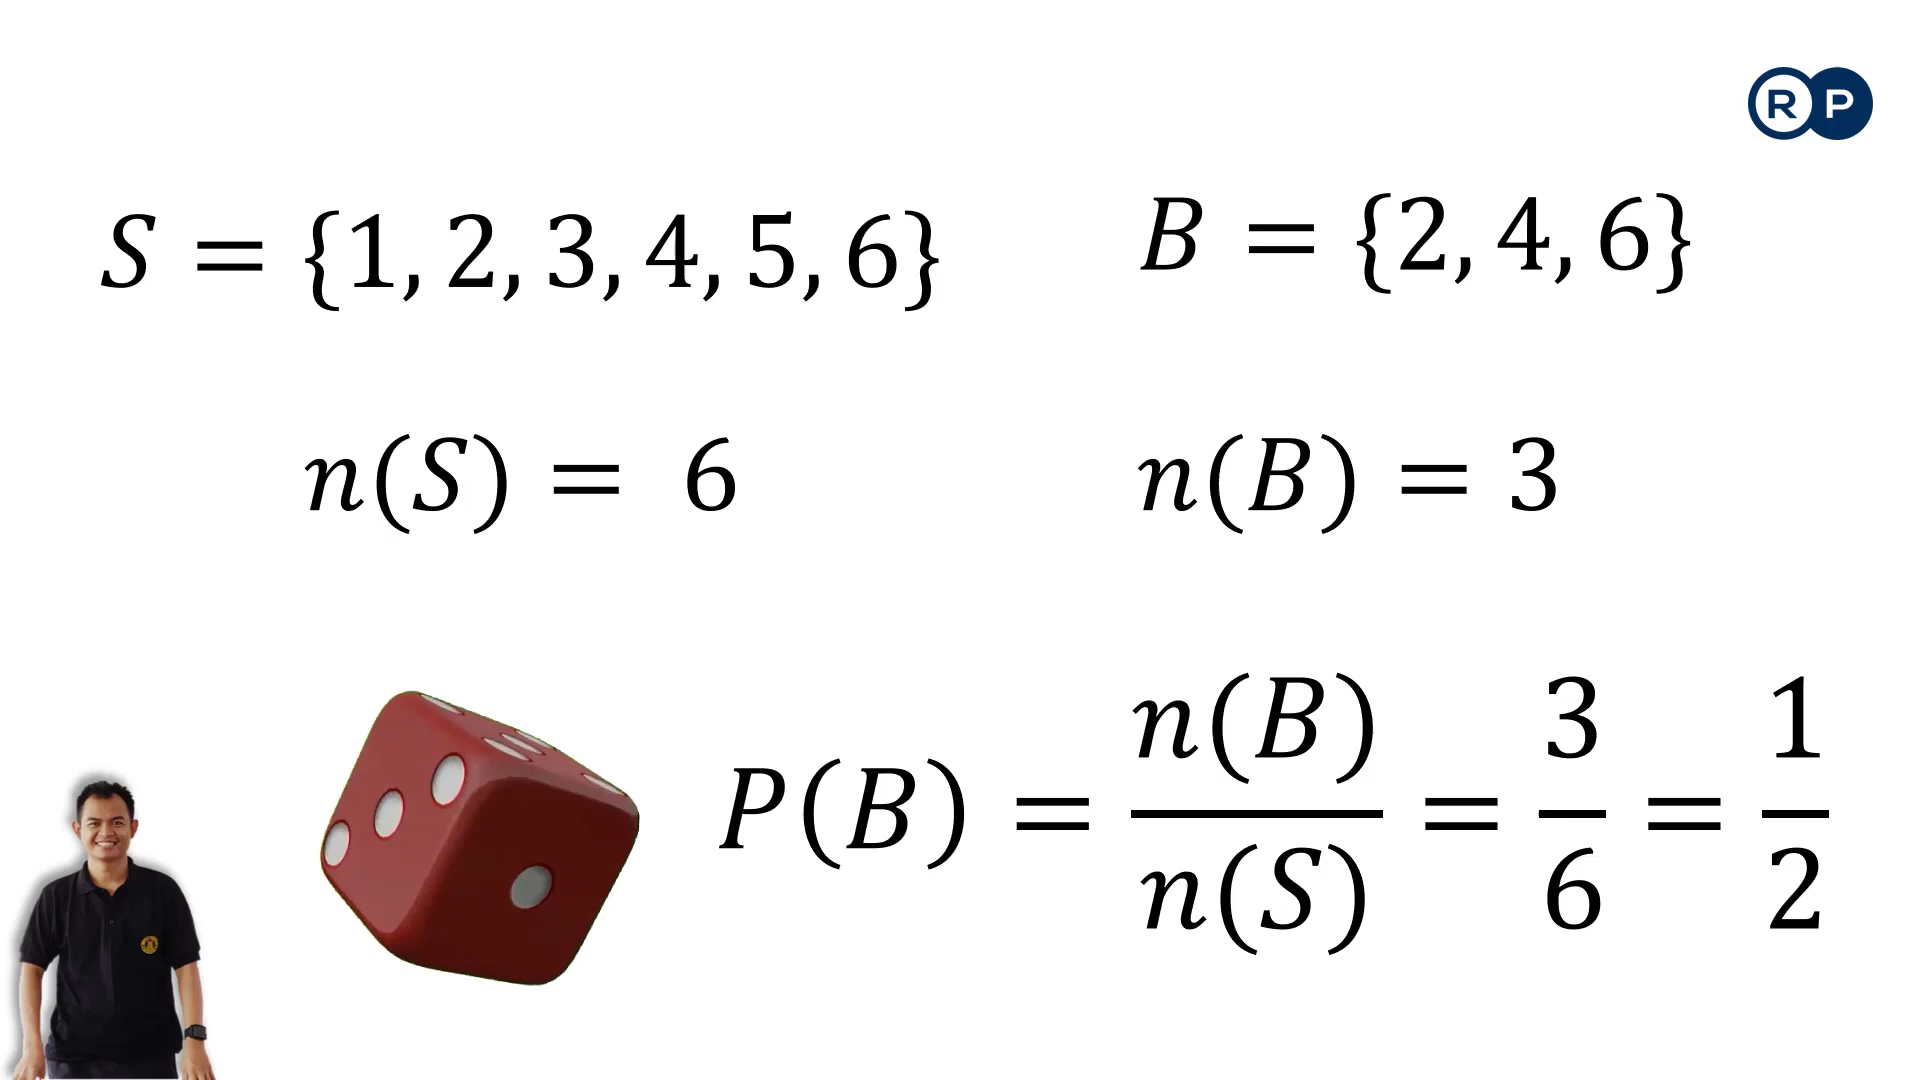 R P
S = {1, 2, 3, 4, 5, 6}
B = {2, 4, 6}
n(S) = 6
n(B) = 3
P(B) = n(B)/n(S) = 3/6 = 1/2